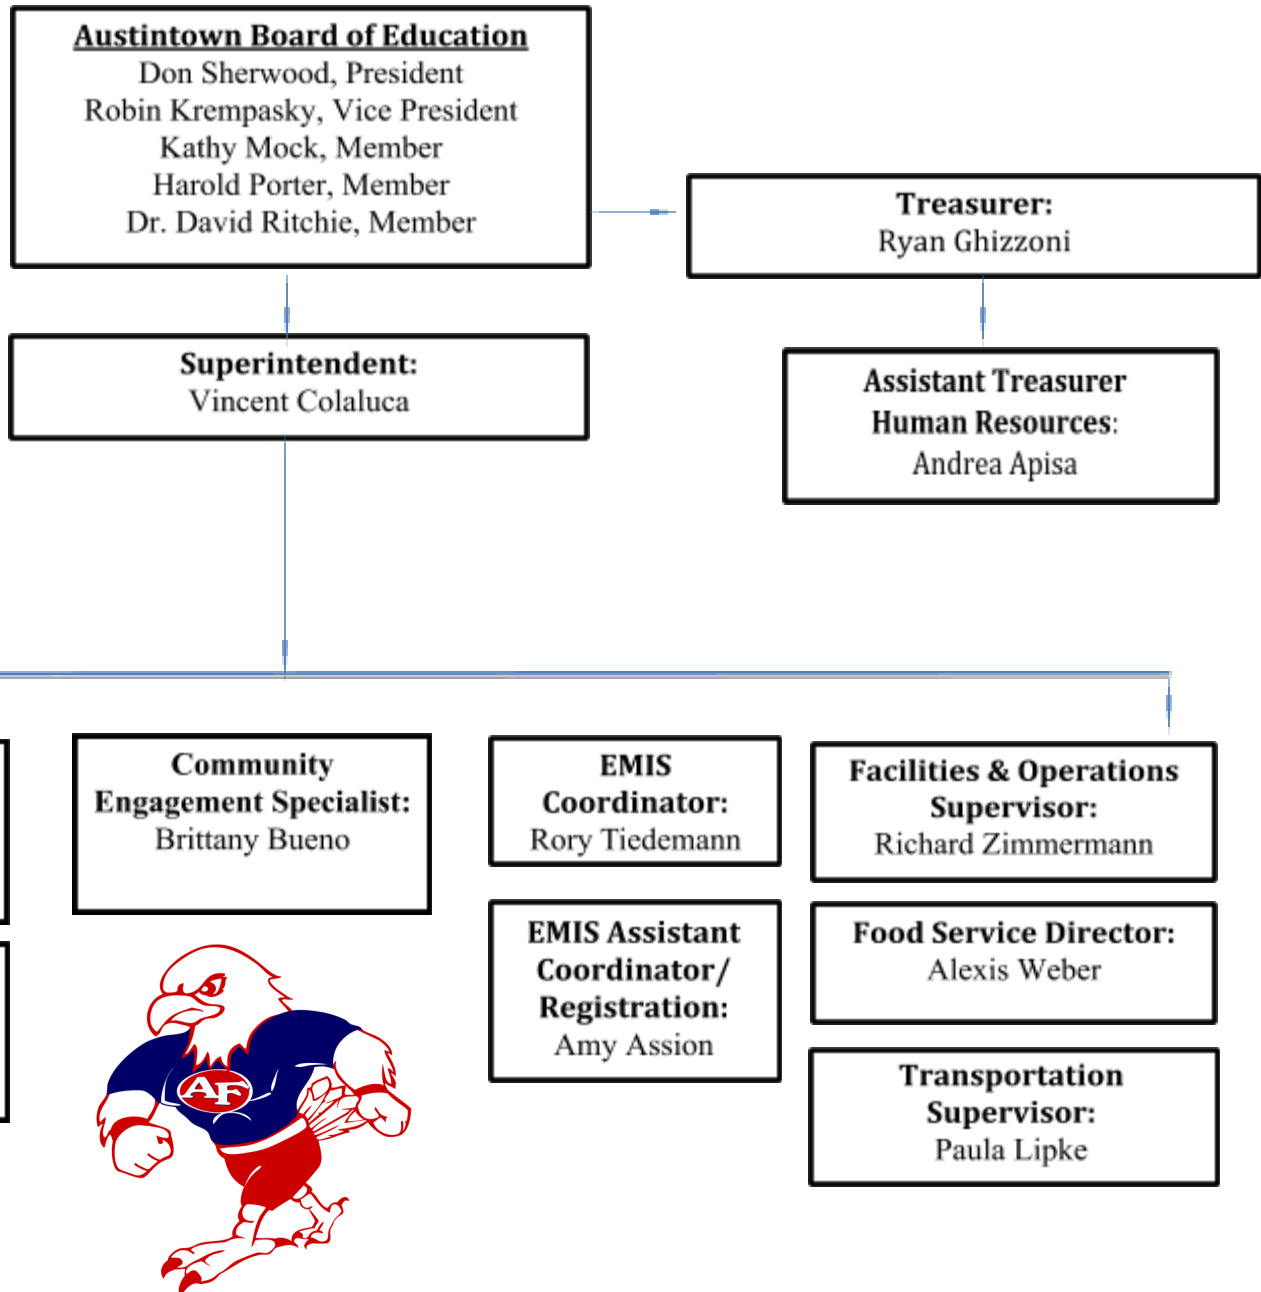 Austintown Board of Education
Don Sherwood, President
Robin Krempasky, Vice President
Kathy Mock, Member
Harold Porter, Member
Dr. David Ritchie, Member
Treasurer:
Ryan Ghizzoni
Superintendent:
Vincent Colaluca
Assistant Treasurer
Human Resources:
Andrea Apisa
Community
Engagement Specialist:
Brittany Bueno
EMIS
Coordinator:
Rory Tiedemann
Facilities & Operations
Supervisor:
Richard Zimmermann
EMIS Assistant
Coordinator/
Registration:
Amy Assion
Food Service Director:
Alexis Weber
Transportation
Supervisor:
Paula Lipke
AF